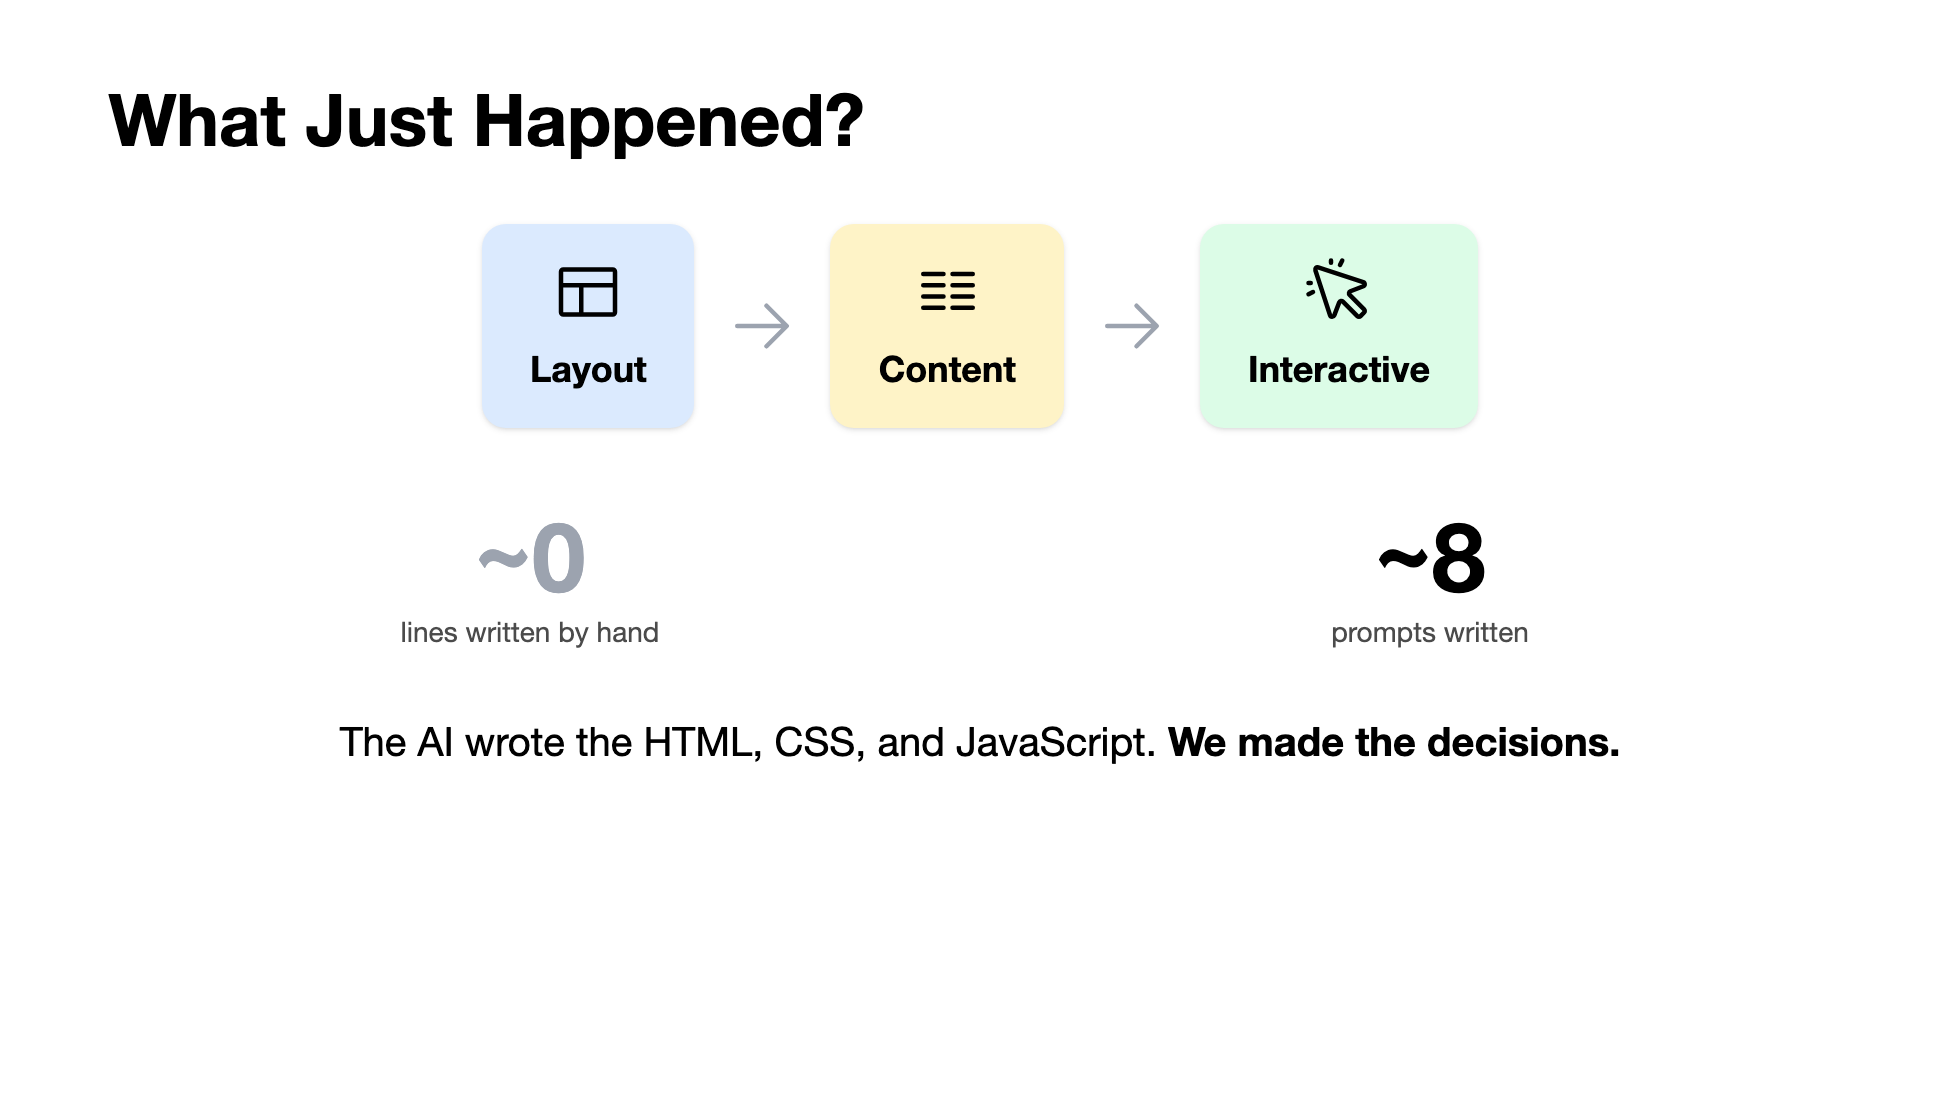 What Just Happened?
Layout
Content
Interactive
~0
lines written by hand
~8
prompts written
The AI wrote the HTML, CSS, and JavaScript. We made the decisions.